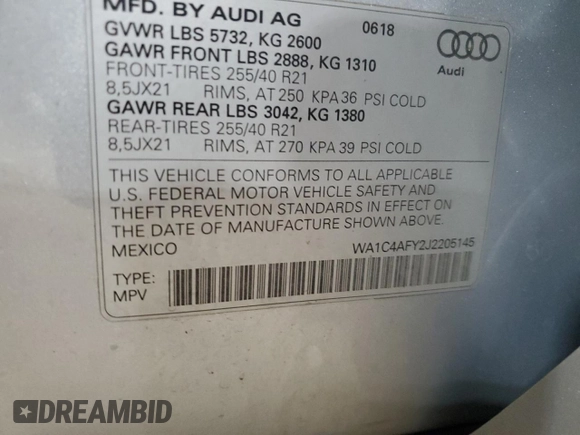 MFD. BY AUDI AG 0618
GVWR LBS 5732, KG 2600
GAWR FRONT LBS 2888, KG 1310
FRONT-TIRES 255/40 R21
8,5JX21 RIMS, AT 250 KPA 36 PSI COLD
GAWR REAR LBS 3042, KG 1380
REAR-TIRES 255/40 R21
8,5JX21 RIMS, AT 270 KPA 39 PSI COLD
Audi
THIS VEHICLE CONFORMS TO ALL APPLICABLE
U.S. FEDERAL MOTOR VEHICLE SAFETY AND
THEFT PREVENTION STANDARDS IN EFFECT ON
THE DATE OF MANUFACTURE SHOWN ABOVE.
MEXICO WA1C4AFY2J2205145
TYPE:
MPV
DREAMBID